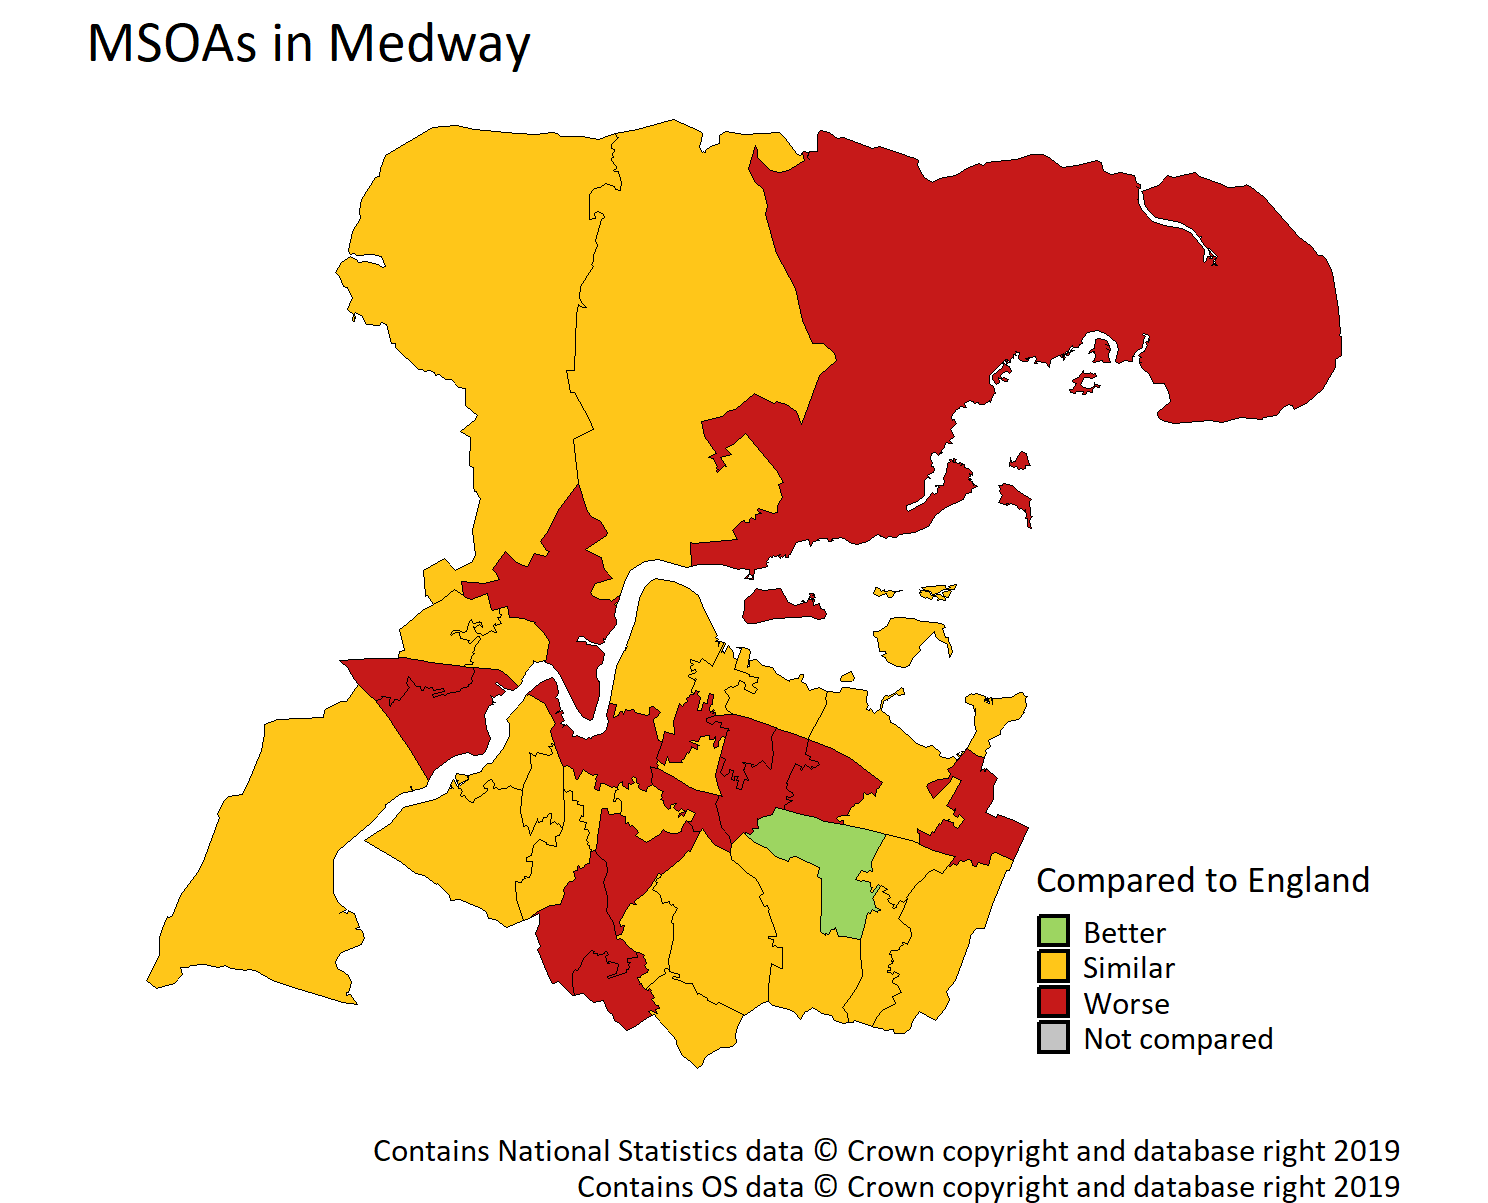 MSOAs in Medway
Compared to England
Better
Similar
Worse
Not compared
Contains National Statistics data © Crown copyright and database right 2019
Contains OS data © Crown copyright and database right 2019